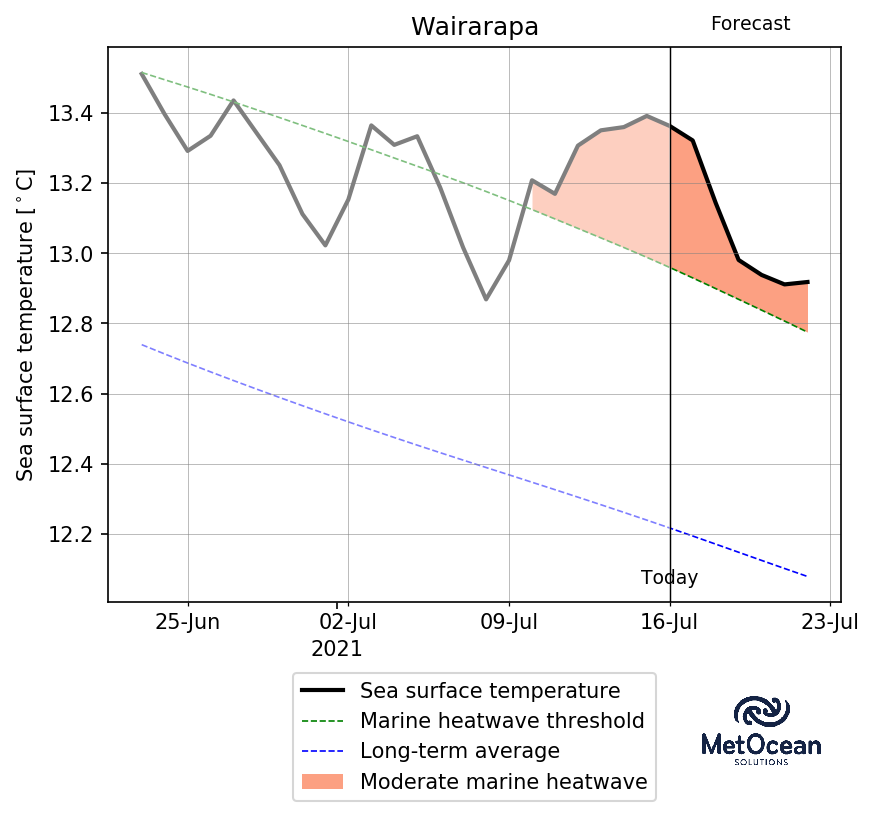 Wairarapa
Forecast
Sea surface temperature [°C]
13.4
13.2
13.0
12.8
12.6
12.4
12.2
Today
25-Jun
02-Jul
09-Jul
16-Jul
23-Jul
2021
Sea surface temperature
Marine heatwave threshold
Long-term average
Moderate marine heatwave
MetOcean
SOLUTIONS